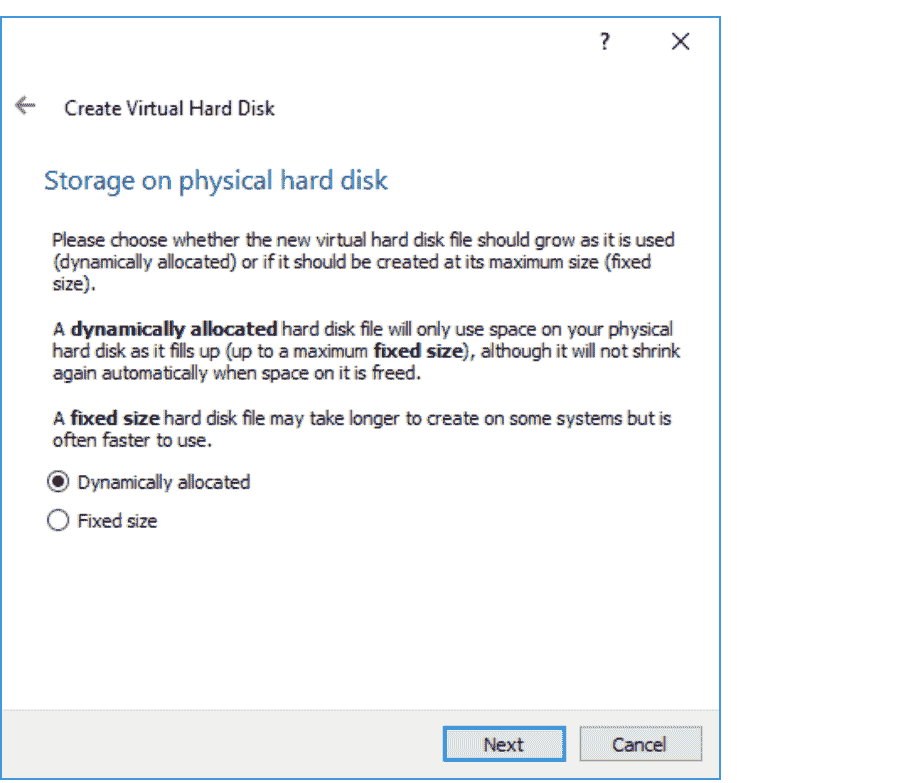 ?
Create Virtual Hard Disk
Storage on physical hard disk
Please choose whether the new virtual hard disk file should grow as it is used
(dynamically allocated) or if it should be created at its maximum size (fixed
size).
A dynamically allocated hard disk file will only use space on your physical
hard disk as it fills up (up to a maximum fixed size), although it will not shrink
again automatically when space on it is freed.
A fixed size hard disk file may take longer to create on some systems but is
often faster to use.
Dynamically allocated
Fixed size
Next Cancel